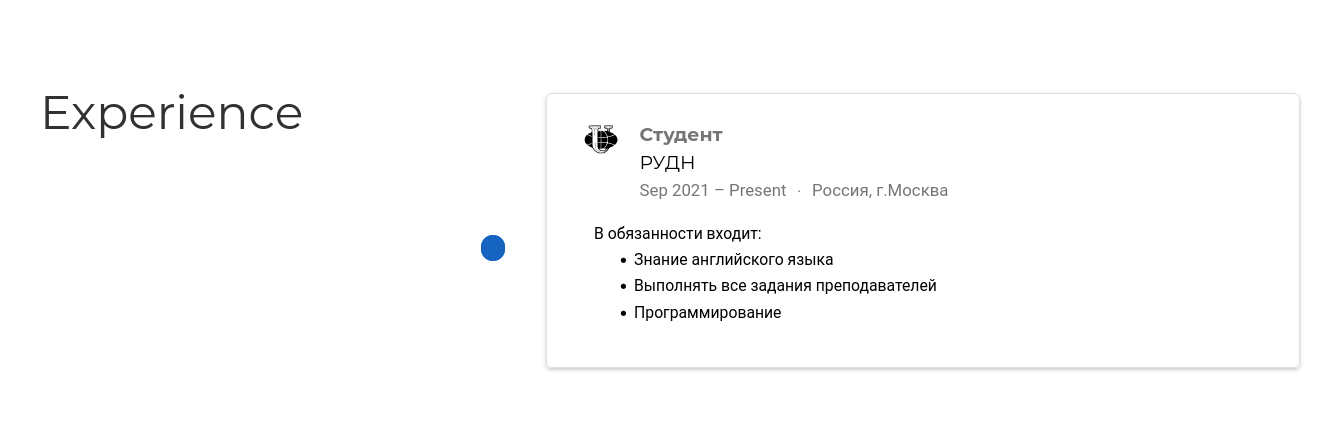 Experience
Студент
РУДН
Sep 2021 – Present · Россия, г.Москва
В обязанности входит:
• Знание английского языка
• Выполнять все задания преподавателей
• Программирование